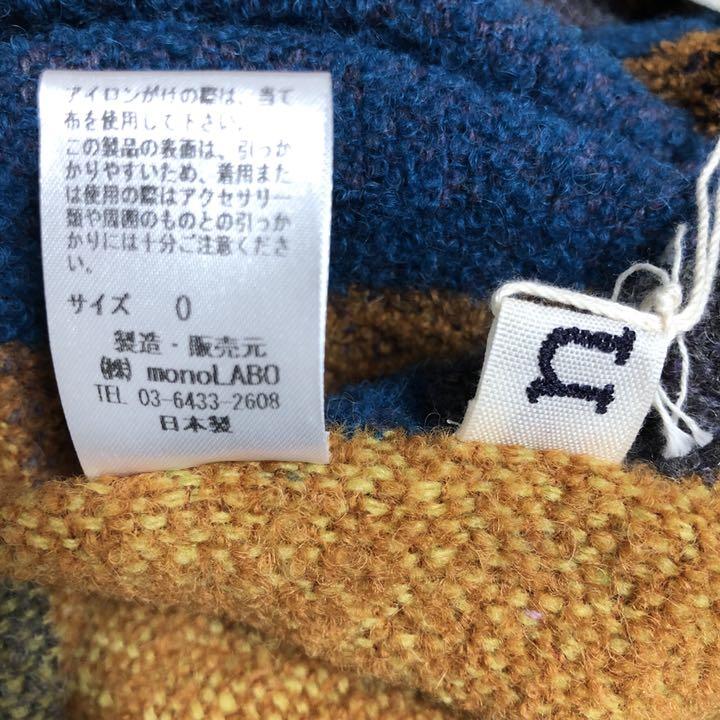 アイロンがけの際は、当て
布を使用して下さい。
この製品の表面は、引っか
かりやすいため、着用また
は使用の際はアクセサリー
類や周囲のものとの引っか
かりには十分ご注意くださ
い。
サイズ 0
製造・販売元
㈱ monoLABO
TEL 03-6433-2608
日本製
n